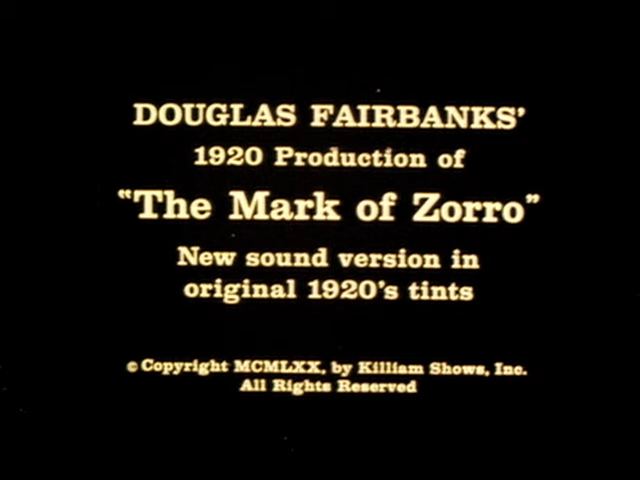 DOUGLAS FAIRBANKS'
1920 Production of
"The Mark of Zorro"
New sound version in
original 1920's tints
© Copyright MCMLXX, by Killiam Shows, Inc.
All Rights Reserved